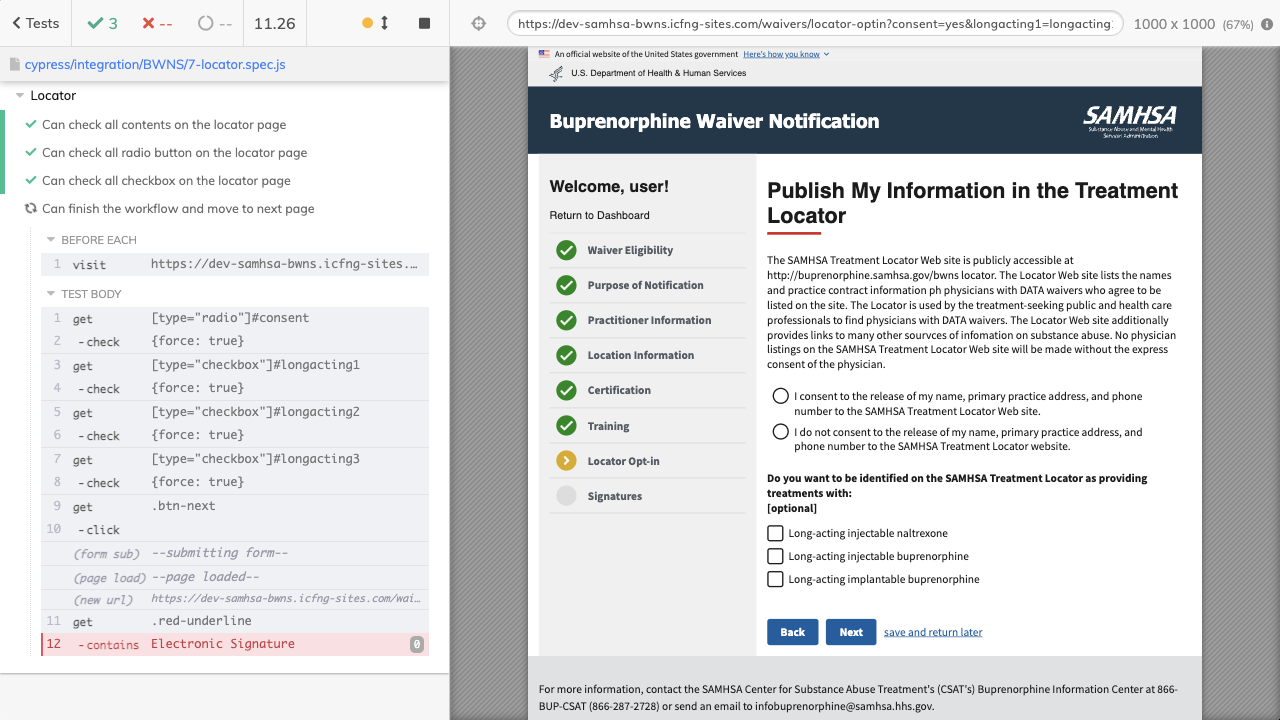 Tests
3
--
--
11.26
https://dev-samhsa-bwns.icfng-sites.com/waivers/locator-optin?consent=yes&longacting1=longacting
1000 x 1000 (67%)
cypress/integration/BWNS/7-locator.spec.js
Locator
Can check all contents on the locator page
Can check all radio button on the locator page
Can check all checkbox on the locator page
Can finish the workflow and move to next page
BEFORE EACH
1 visit https://dev-samhsa-bwns.icfng-sites.…
TEST BODY
1 get [type="radio"]#consent
2 -check {force: true}
3 get [type="checkbox"]#longacting1
4 -check {force: true}
5 get [type="checkbox"]#longacting2
6 -check {force: true}
7 get [type="checkbox"]#longacting3
8 -check {force: true}
9 get .btn-next
10 -click
(form sub) --submitting form--
(page load) --page loaded--
(new url) https://dev-samhsa-bwns.icfng-sites.com/wai…
11 get .red-underline
12 -contains Electronic Signature 0
An official website of the United States government Here's how you know
U.S. Department of Health & Human Services
Buprenorphine Waiver Notification
SAMHSA
Substance Abuse and Mental Health
Services Administration
Welcome, user!
Return to Dashboard
Waiver Eligibility
Purpose of Notification
Practitioner Information
Location Information
Certification
Training
Locator Opt-in
Signatures
Publish My Information in the Treatment
Locator
The SAMHSA Treatment Locator Web site is publicly accessible at
http://buprenorphine.samhsa.gov/bwns locator. The Locator Web site lists the names
and practice contract information ph physicians with DATA waivers who agree to be
listed on the site. The Locator is used by the treatment-seeking public and health care
professionals to find physicians with DATA waivers. The Locator Web site additionally
provides links to many other sourvces of infomation on substance abuse. No physician
listings on the SAMHSA Treatment Locator Web site will be made without the express
consent of the physician.
I consent to the release of my name, primary practice address, and phone
number to the SAMHSA Treatment Locator Web site.
I do not consent to the release of my name, primary practice address, and
phone number to the SAMHSA Treatment Locator website.
Do you want to be identified on the SAMHSA Treatment Locator as providing
treatments with:
[optional]
Long-acting injectable naltrexone
Long-acting injectable buprenorphine
Long-acting implantable buprenorphine
Back Next save and return later
For more information, contact the SAMHSA Center for Substance Abuse Treatment's (CSAT's) Buprenorphine Information Center at 866-
BUP-CSAT (866-287-2728) or send an email to infobuprenorphine@samhsa.hhs.gov.